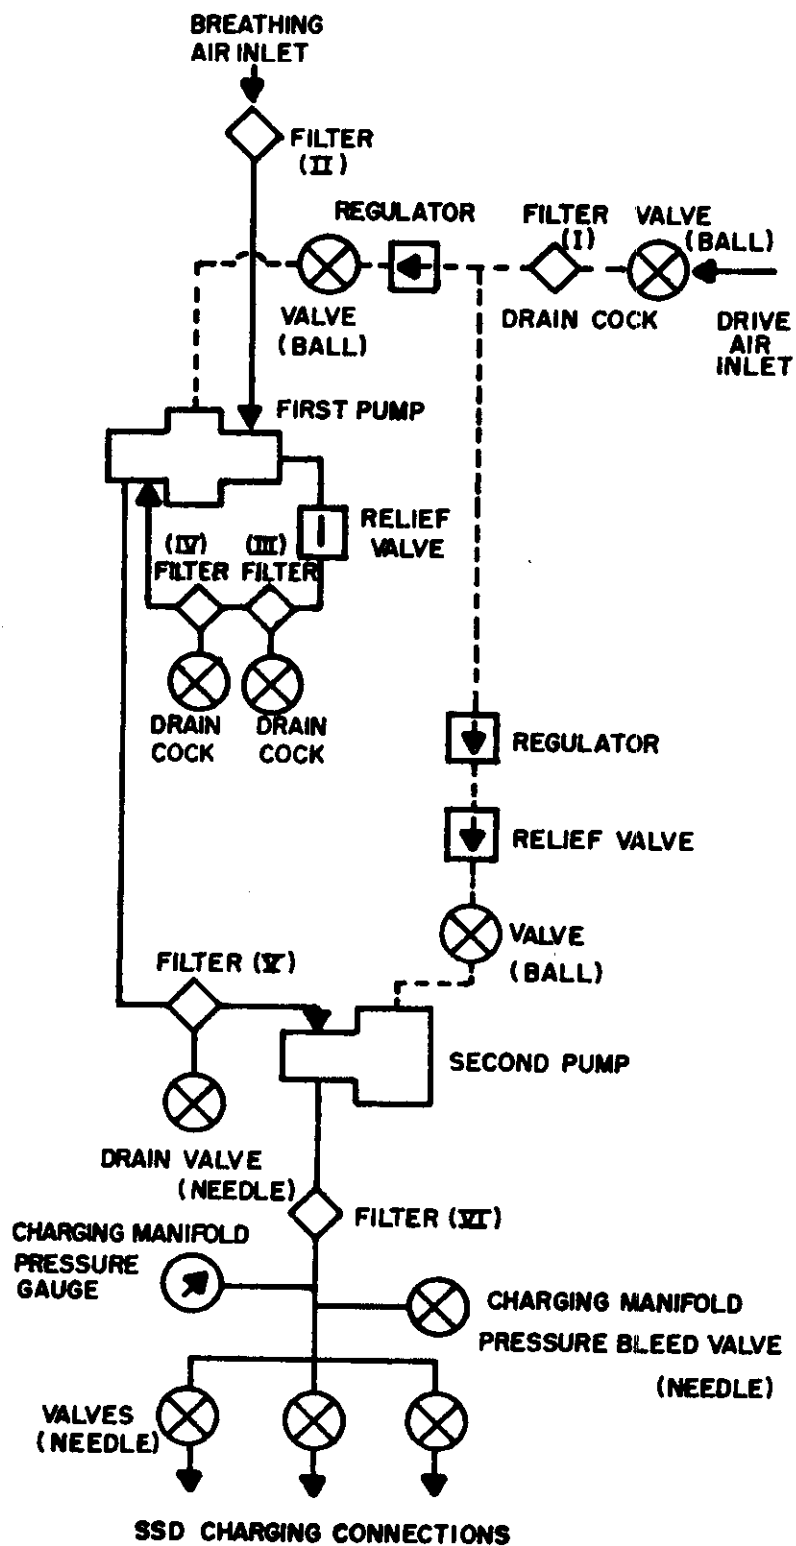 BREATHING
AIR INLET
FILTER
(II)
REGULATOR
FILTER
(I)
VALVE
(BALL)
VALVE
(BALL)
DRAIN COCK
DRIVE
AIR
INLET
FIRST PUMP
RELIEF
VALVE
(IV)
FILTER
(III)
FILTER
DRAIN
COCK
DRAIN
COCK
REGULATOR
RELIEF VALVE
VALVE
(BALL)
FILTER (V)
SECOND PUMP
DRAIN VALVE
(NEEDLE)
FILTER (VI)
CHARGING MANIFOLD
PRESSURE
GAUGE
CHARGING MANIFOLD
PRESSURE BLEED VALVE
(NEEDLE)
VALVES
(NEEDLE)
SSD CHARGING CONNECTIONS